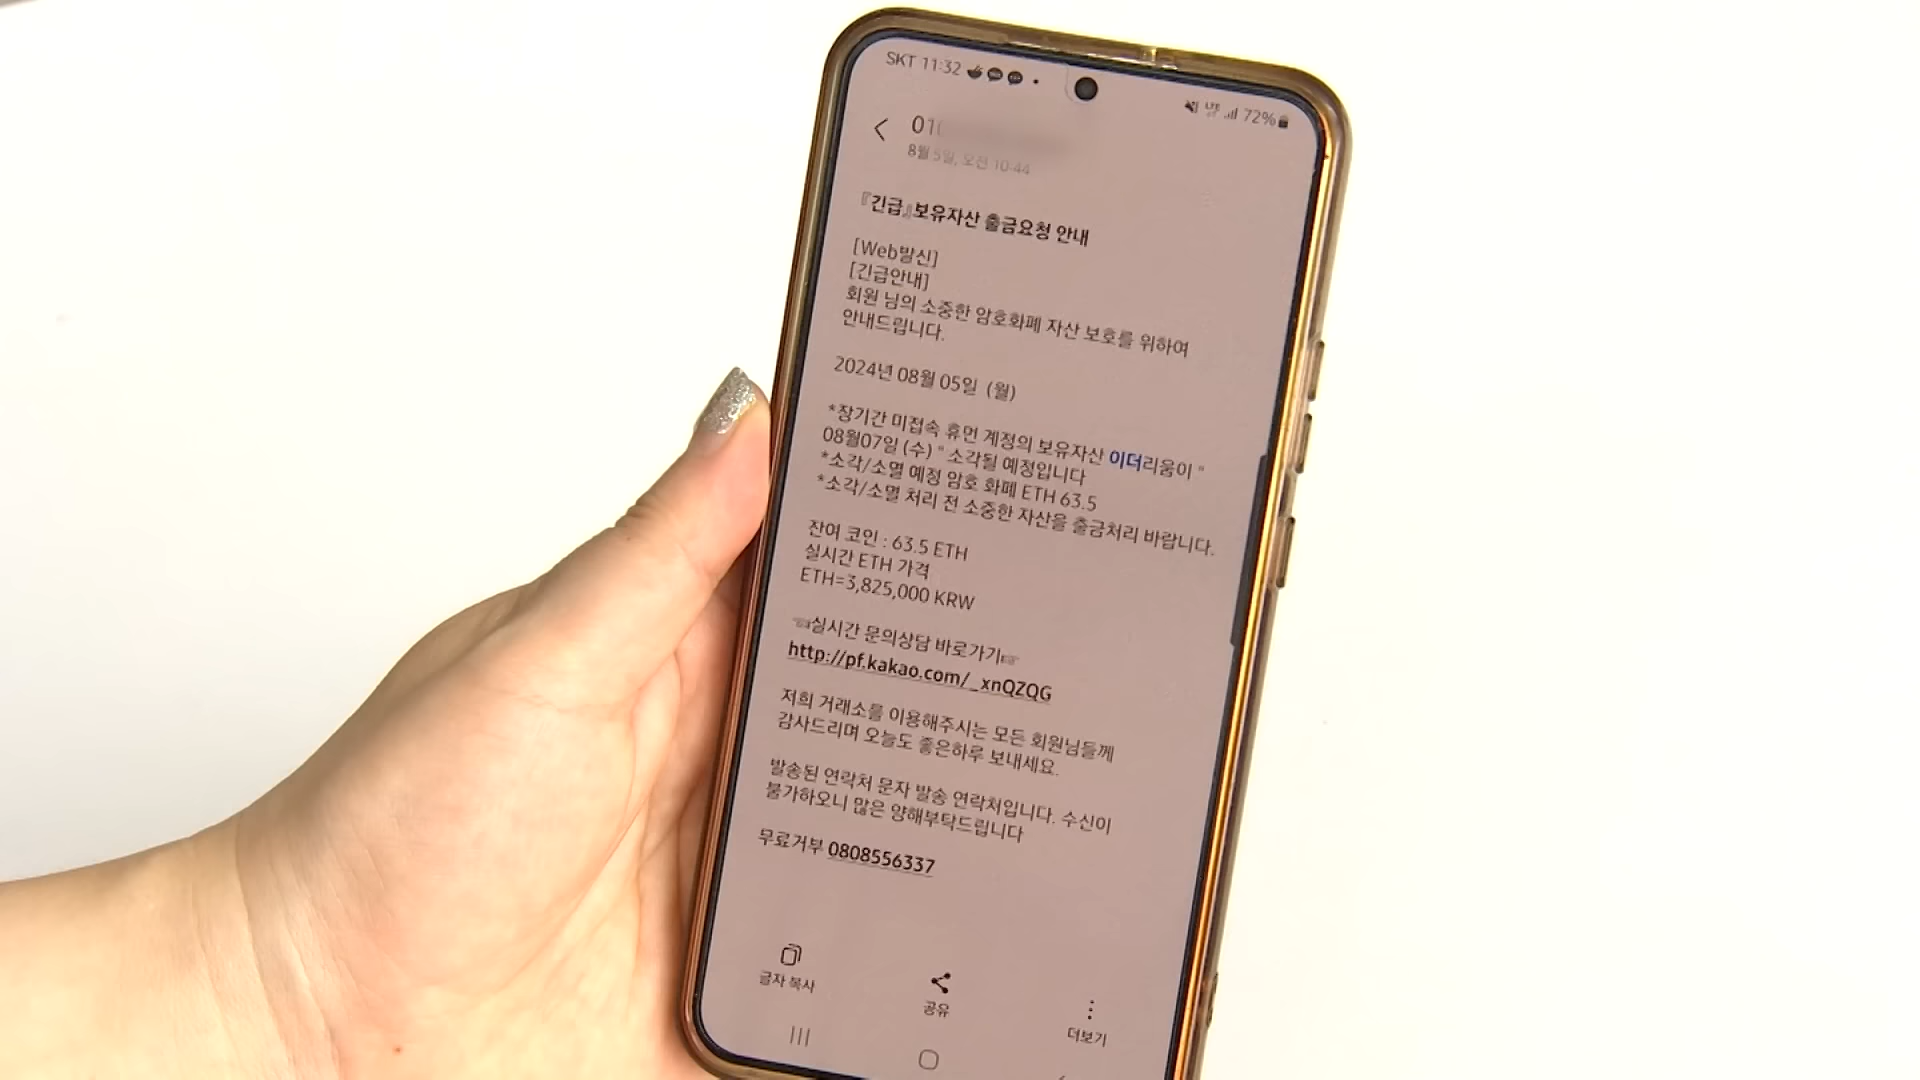 SKT 11:32
LTE 72%
01
8월 5일, 오전 10:44
『긴급』보유자산 출금요청 안내
[Web발신]
[긴급안내]
회원 님의 소중한 암호화폐 자산 보호를 위하여
안내드립니다.
2024년 08월 05일 (월)
*장기간 미접속 휴먼 계정의 보유자산 이더리움이 "
08월07일 (수) " 소각될 예정입니다
*소각/소멸 예정 암호 화폐 ETH 63.5
*소각/소멸 처리 전 소중한 자산을 출금처리 바랍니다.
잔여 코인 : 63.5 ETH
실시간 ETH 가격
ETH=3,825,000 KRW
☜실시간 문의상담 바로가기☞
http://pf.kakao.com/_xnQZQG
저희 거래소를 이용해주시는 모든 회원님들께
감사드리며 오늘도 좋은하루 보내세요.
발송된 연락처 문자 발송 연락처입니다. 수신이
불가하오니 많은 양해부탁드립니다
무료거부 0808556337
글자 복사
공유
더보기